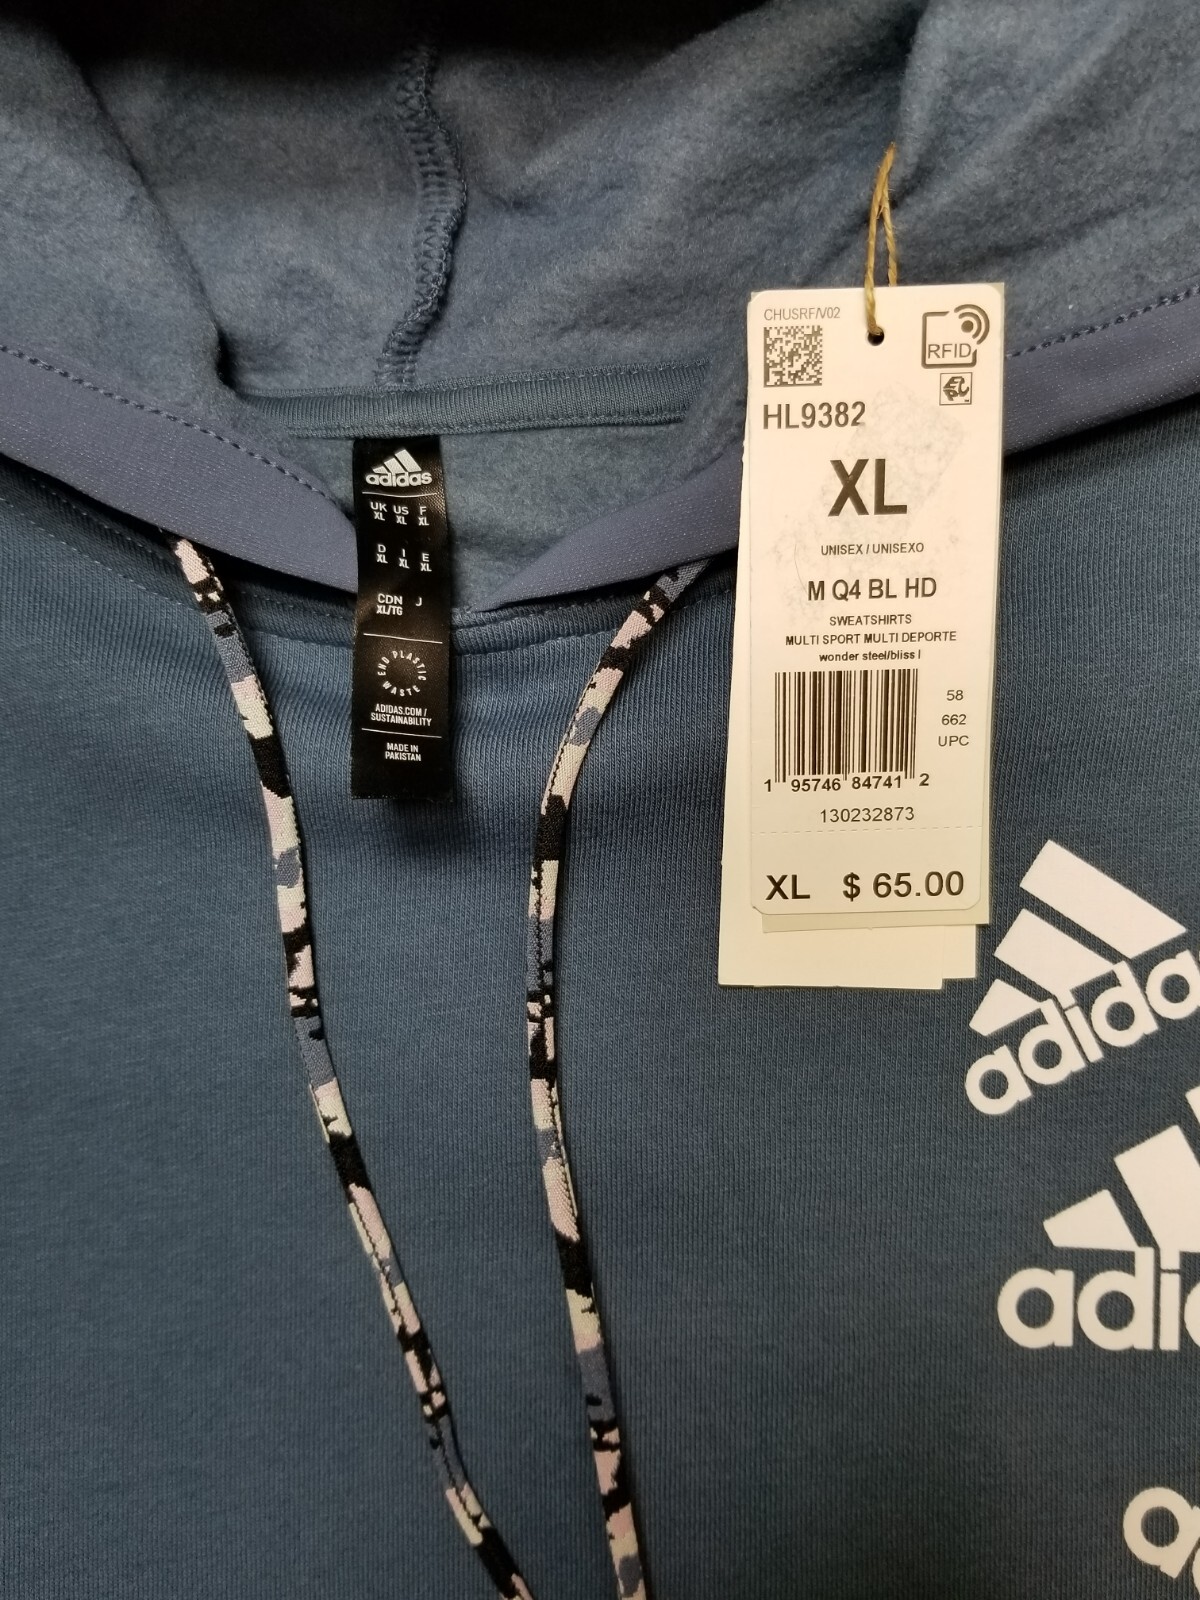 adidas
UK US F
XL XL XL
D I E
XL XL XL
CDN J
XL/TG
END PLASTIC WASTE
ADIDAS.COM /
SUSTAINABILITY
MADE IN
PAKISTAN
CHUSRF/V02
RFID
HL9382
XL
UNISEX / UNISEXO
M Q4 BL HD
SWEATSHIRTS
MULTI SPORT MULTI DEPORTE
wonder steel/bliss l
58
662
UPC
1 95746 84741 2
130232873
XL $ 65.00
adida
adi
a